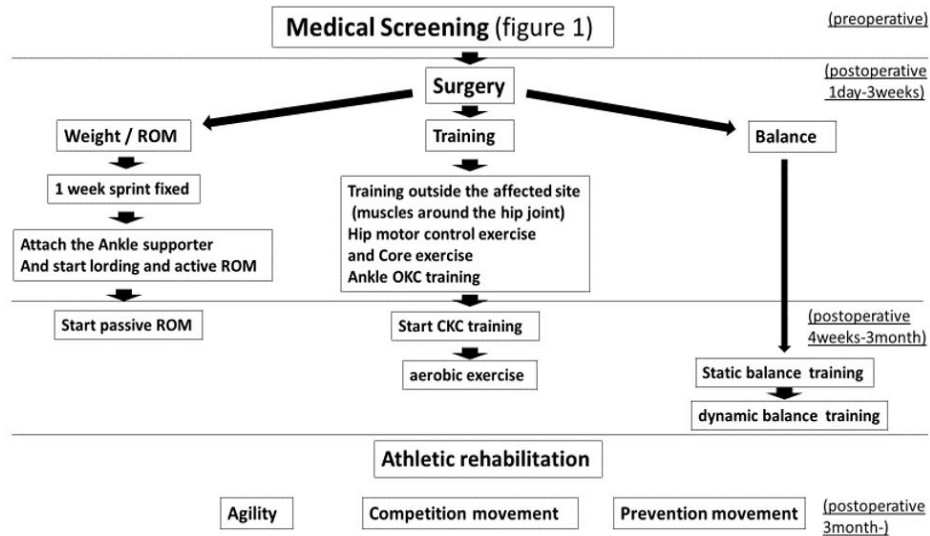 Medical Screening (figure 1)
(preoperative)
Surgery
(postoperative
1day-3weeks)
Weight / ROM
Training
Balance
1 week sprint fixed
Training outside the affected site
(muscles around the hip joint)
Hip motor control exercise
and Core exercise
Ankle OKC training
Attach the Ankle supporter
And start lording and active ROM
Start passive ROM
Start CKC training
(postoperative
4weeks-3month)
aerobic exercise
Static balance training
dynamic balance training
Athletic rehabilitation
Agility
Competition movement
Prevention movement
(postoperative
3month-)